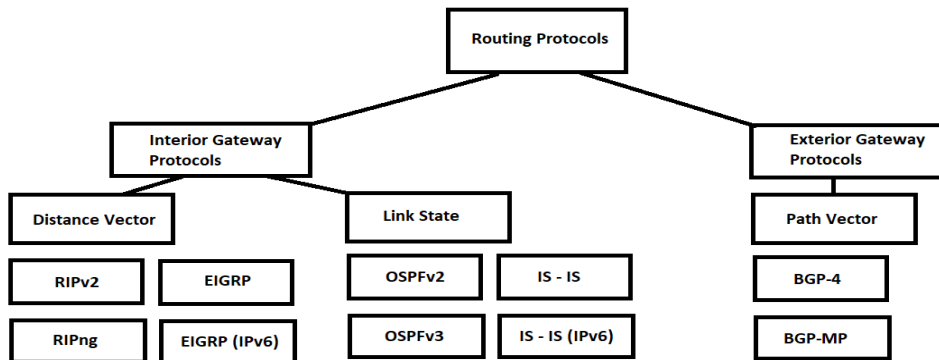 Routing Protocols
Interior Gateway
Protocols
Exterior Gateway
Protocols
Distance Vector
Link State
Path Vector
RIPv2
EIGRP
OSPFv2
IS - IS
BGP-4
RIPng
EIGRP (IPv6)
OSPFv3
IS - IS (IPv6)
BGP-MP